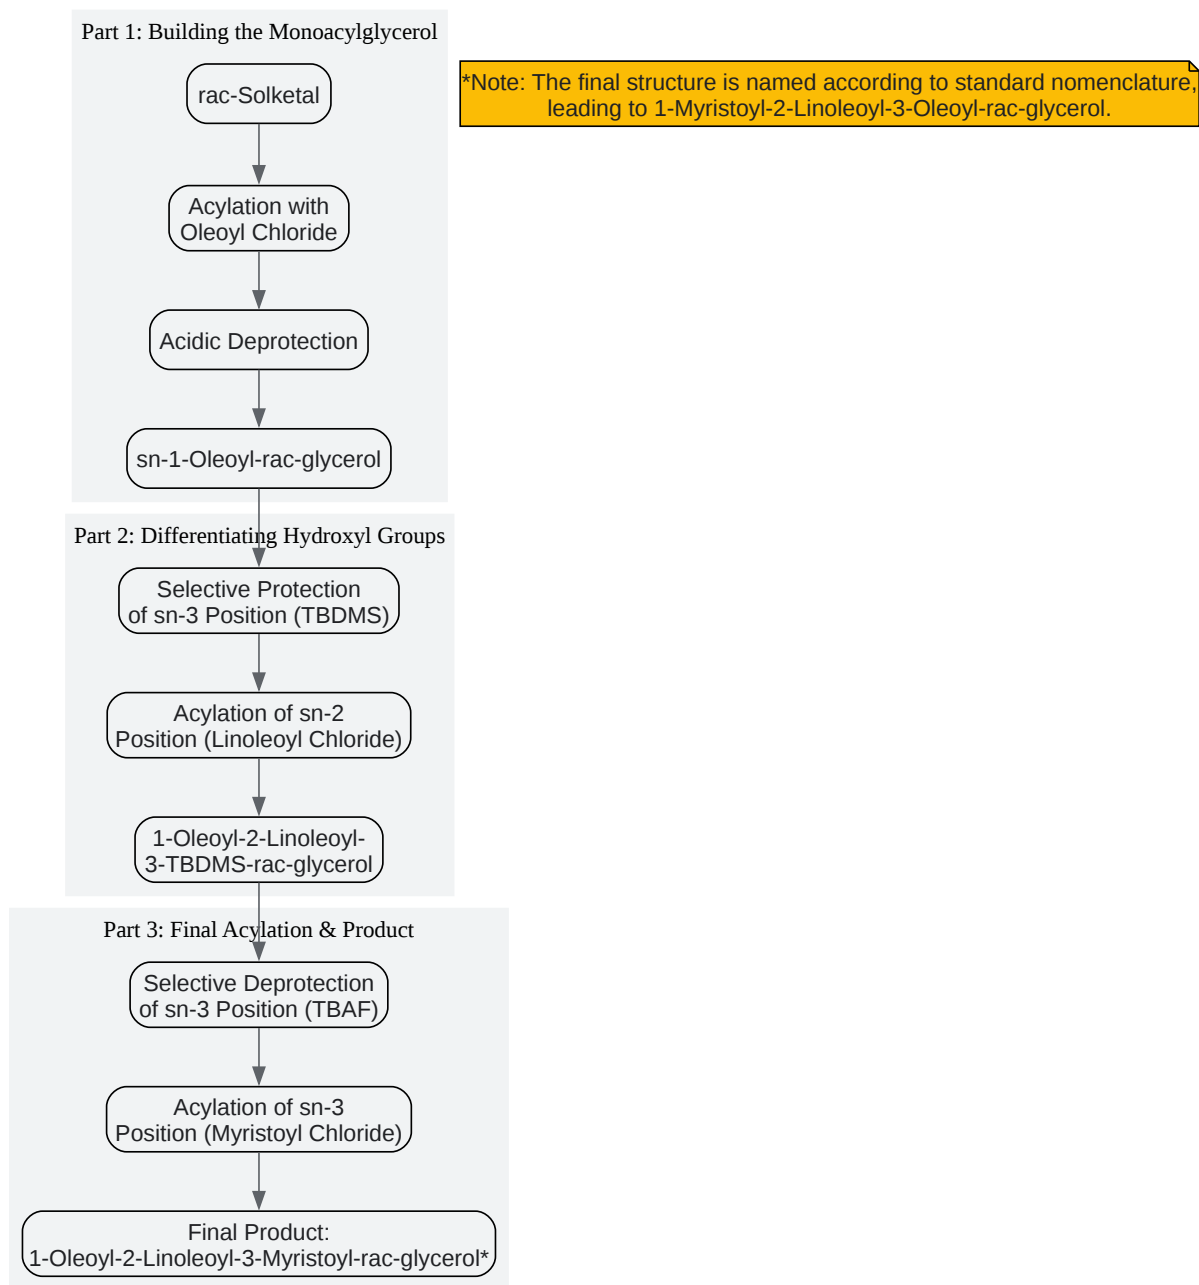 Part 1: Building the Monoacylglycerol
rac-Solketal
*Note: The final structure is named according to standard nomenclature,
leading to 1-Myristoyl-2-Linoleoyl-3-Oleoyl-rac-glycerol.
Acylation with
Oleoyl Chloride
Acidic Deprotection
sn-1-Oleoyl-rac-glycerol
Part 2: Differentiating Hydroxyl Groups
Selective Protection
of sn-3 Position (TBDMS)
Acylation of sn-2
Position (Linoleoyl Chloride)
1-Oleoyl-2-Linoleoyl-
3-TBDMS-rac-glycerol
Part 3: Final Acylation & Product
Selective Deprotection
of sn-3 Position (TBAF)
Acylation of sn-3
Position (Myristoyl Chloride)
Final Product:
1-Oleoyl-2-Linoleoyl-3-Myristoyl-rac-glycerol*